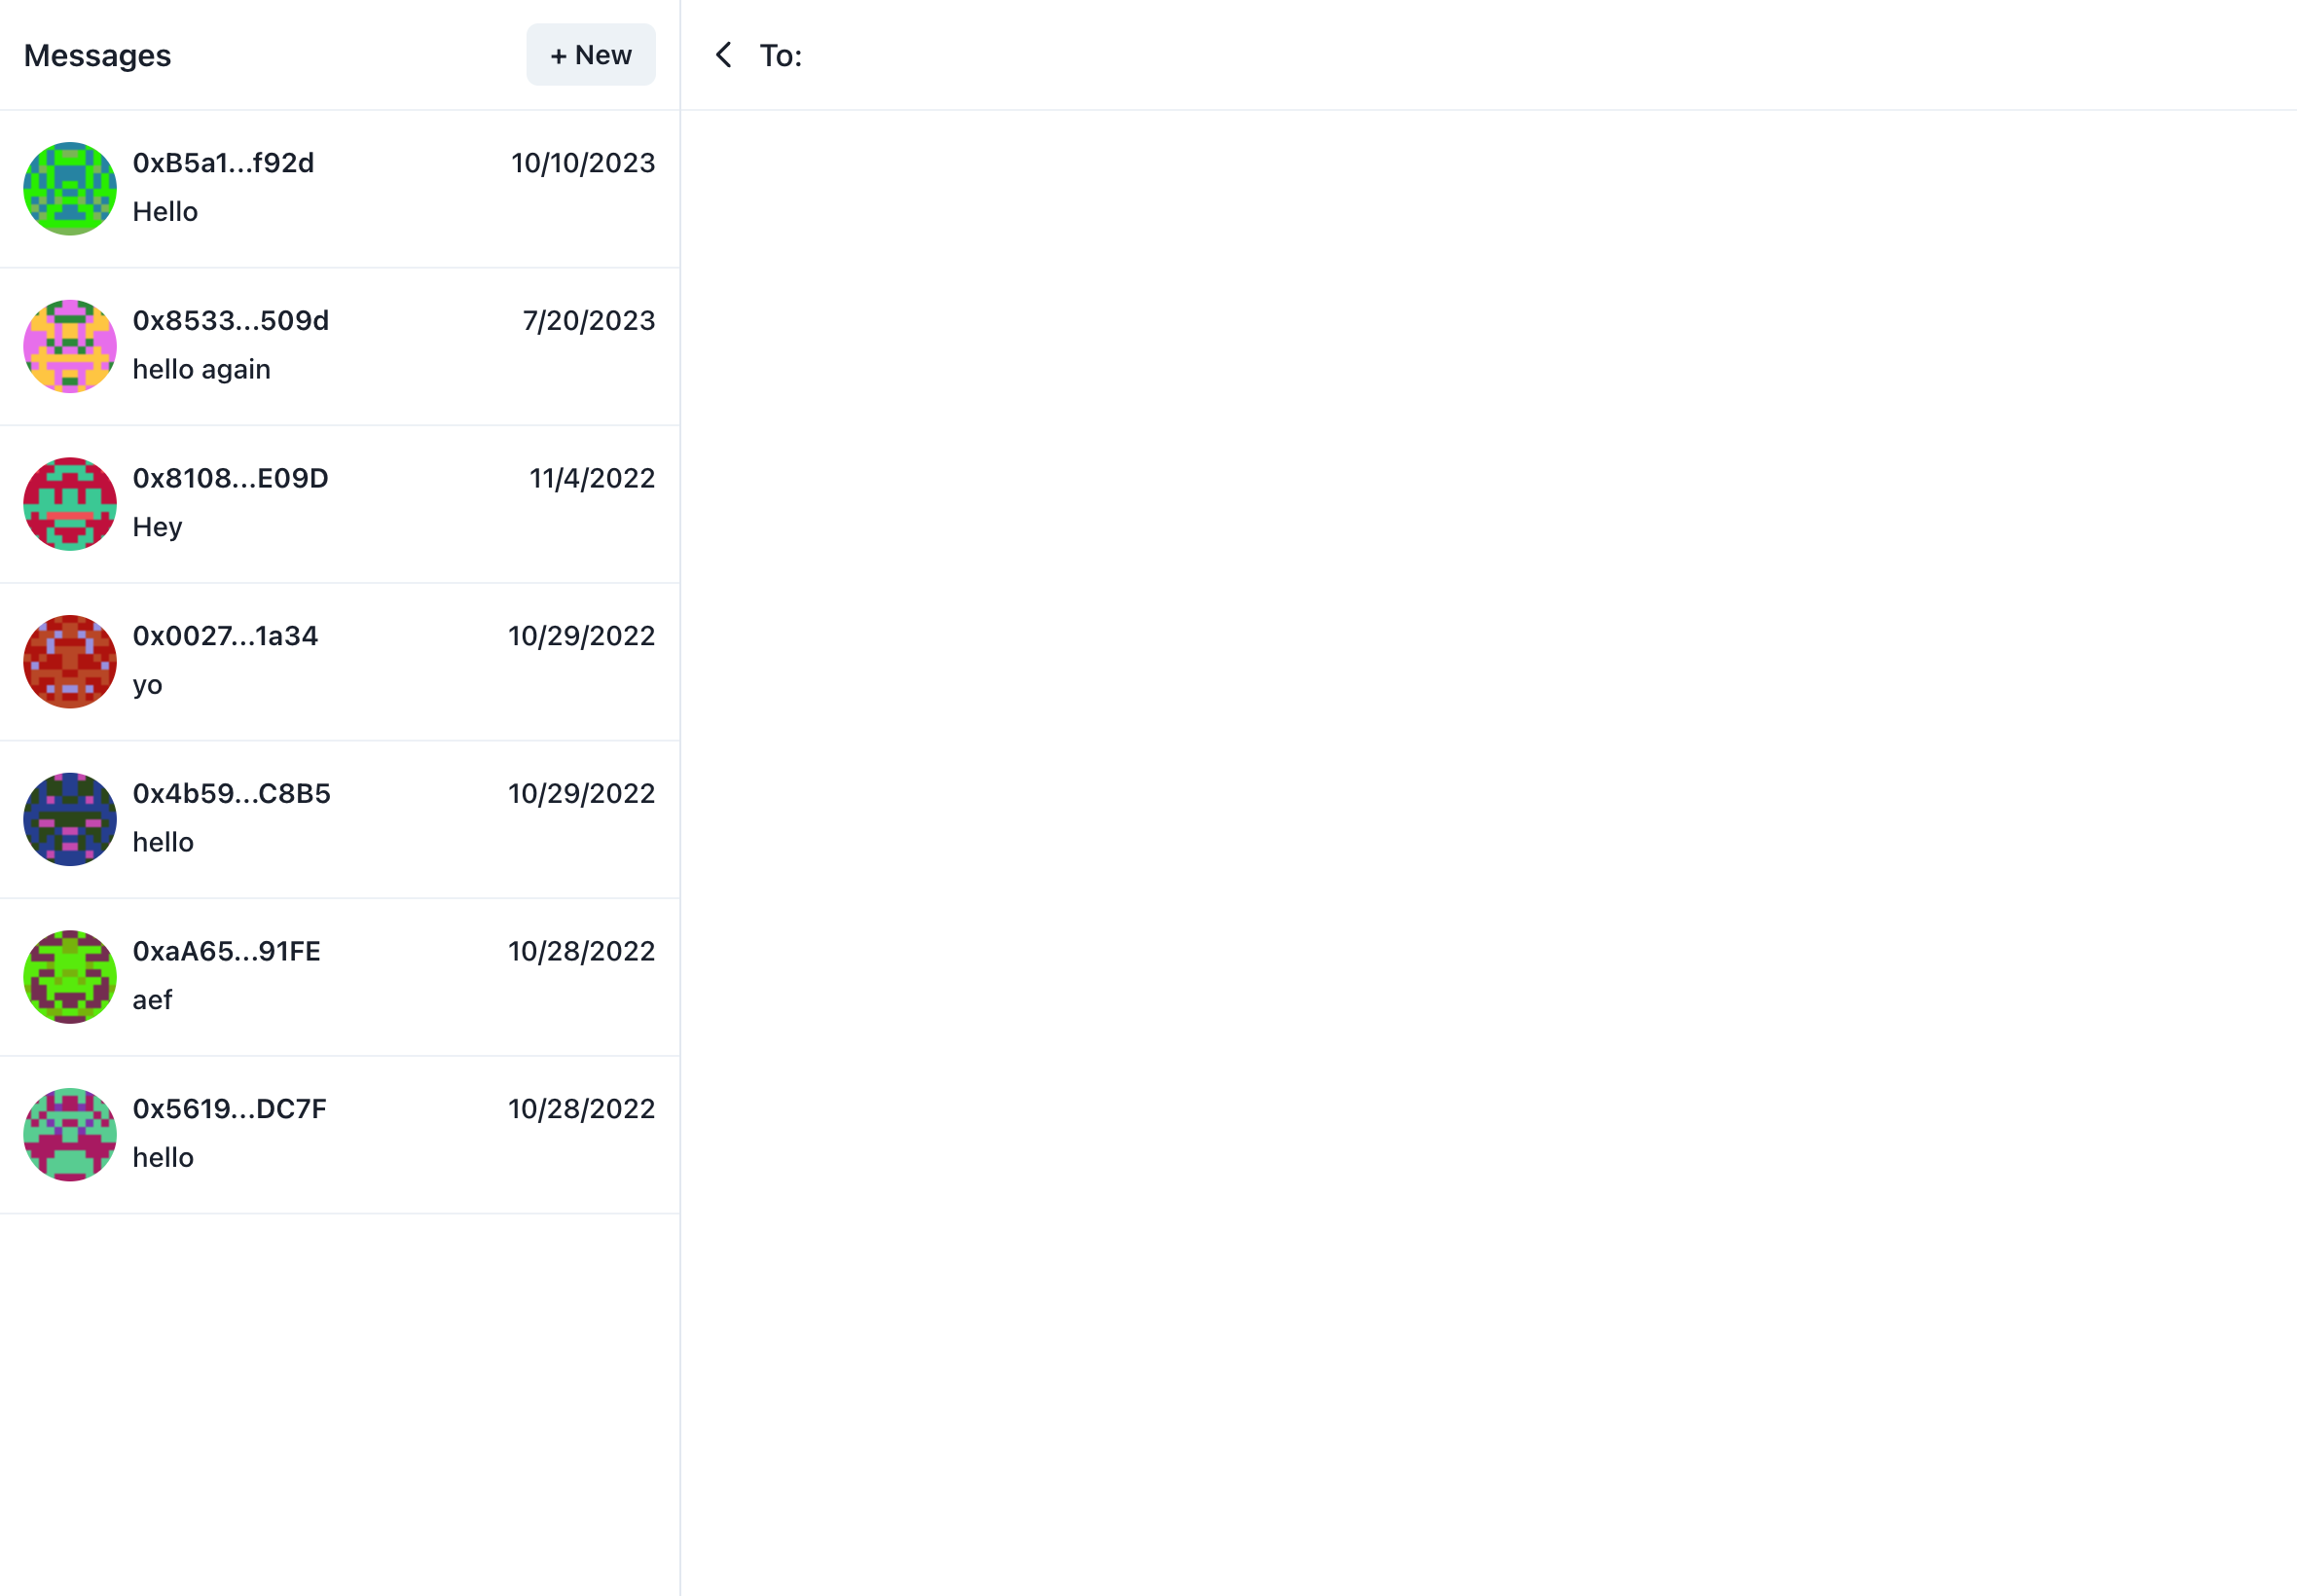 Messages
+ New
To:
0xB5a1...f92d
10/10/2023
Hello
0x8533...509d
7/20/2023
hello again
0x8108...E09D
11/4/2022
Hey
0x0027...1a34
10/29/2022
yo
0x4b59...C8B5
10/29/2022
hello
0xaA65...91FE
10/28/2022
aef
0x5619...DC7F
10/28/2022
hello